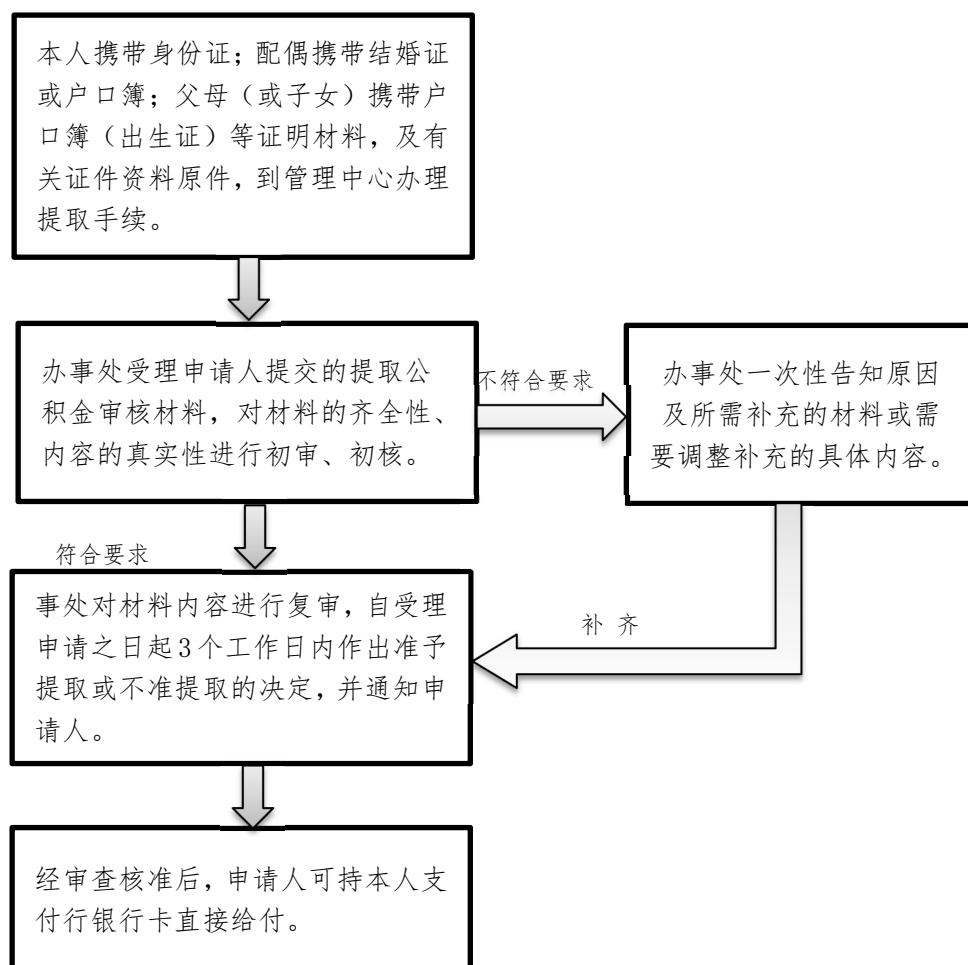 本人携带身份证；配偶携带结婚证
或户口簿；父母（或子女）携带户
口簿（出生证）等证明材料，及有
关证件资料原件，到管理中心办理
提取手续。
办事处受理申请人提交的提取公
积金审核材料，对材料的齐全性、
内容的真实性进行初审、初核。
不符合要求
办事处一次性告知原因
及所需补充的材料或需
要调整补充的具体内容。
符合要求
事处对材料内容进行复审，自受理
申请之日起3个工作日内作出准予
提取或不准提取的决定，并通知申
请人。
补 齐
经审查核准后，申请人可持本人支
付行银行卡直接给付。